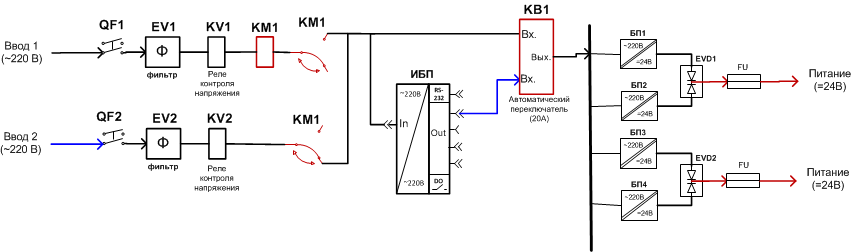 QF1
EV1
KV1
KM1
KM1
Ввод 1
(~220 В)
Ф
фильтр
Реле
контроля
напряжения
QF2
EV2
KV2
KM1
Ввод 2
(~220 В)
Ф
фильтр
Реле
контроля
напряжения
ИБП
~220В
RS-
232
In
Out
~220В
DO
КВ1
Вх.
Вых.
Вх.
Автоматический
переключатель
(20А)
БП1
~220В
=24В
БП2
~220В
=24В
EVD1
FU
Питание
(=24В)
БП3
~220В
=24В
БП4
~220В
=24В
EVD2
FU
Питание
(=24В)